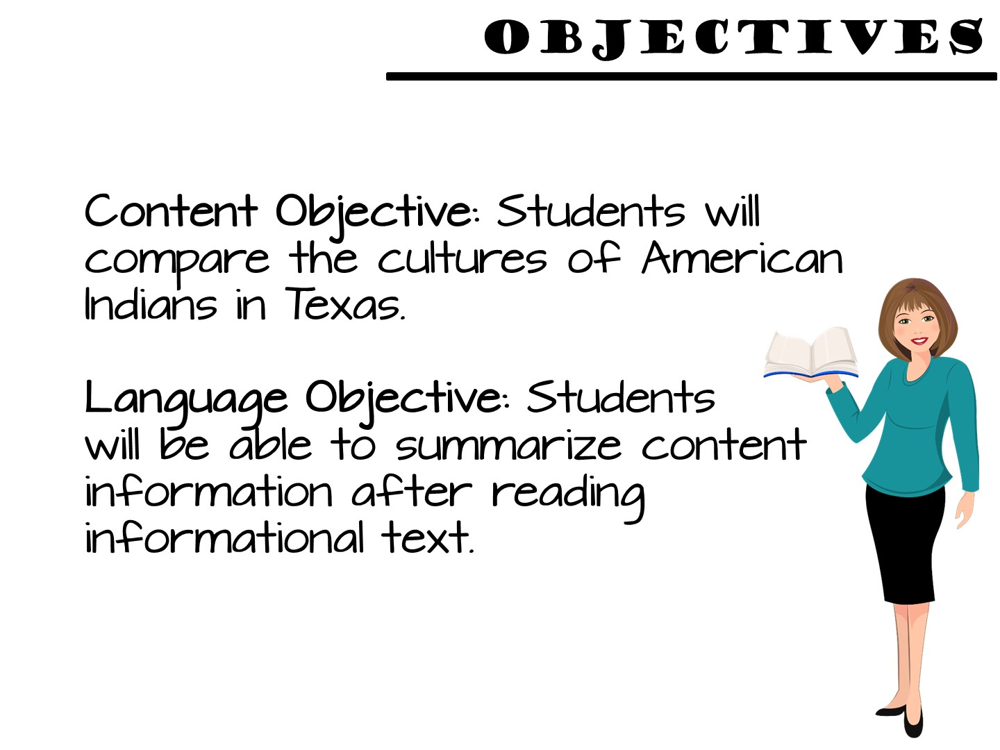 OBJECTIVES
Content Objective: Students will
compare the cultures of American
Indians in Texas.
Language Objective: Students
will be able to summarize content
information after reading
informational text.